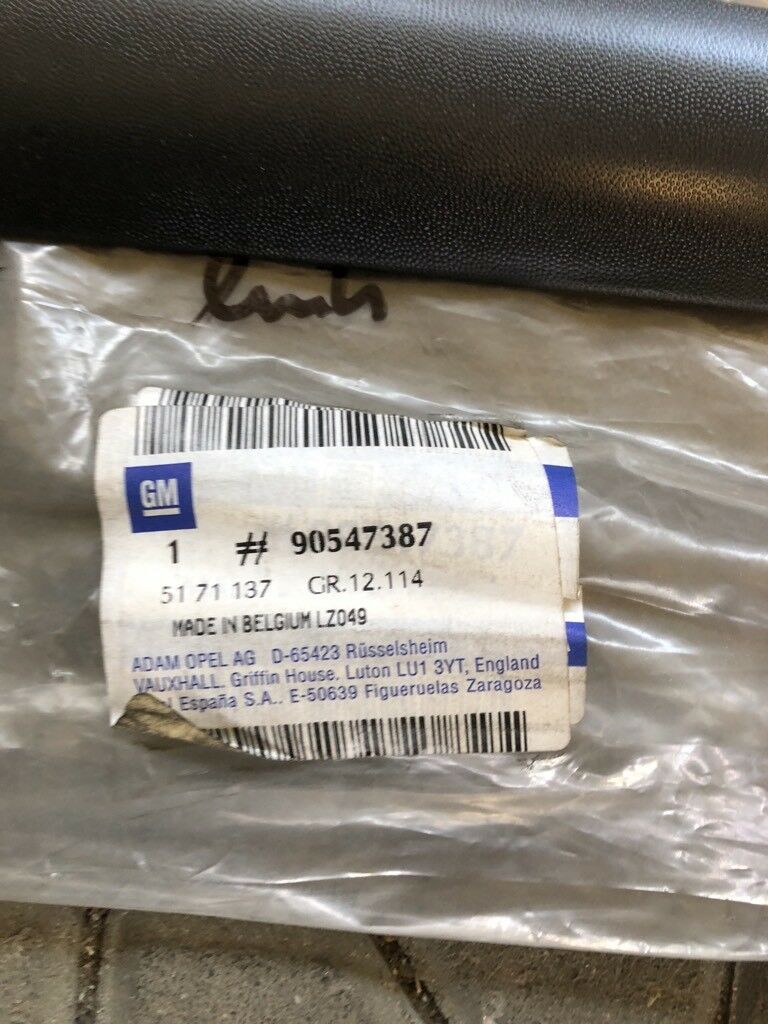 GM
1 # 90547387
51 71 137 GR.12.114
MADE IN BELGIUM LZ049
ADAM OPEL AG D-65423 Rüsselsheim
VAUXHALL. Griffin House. Luton LU1 3YT, England
España S.A.. E-50639 Figueruelas Zaragoza